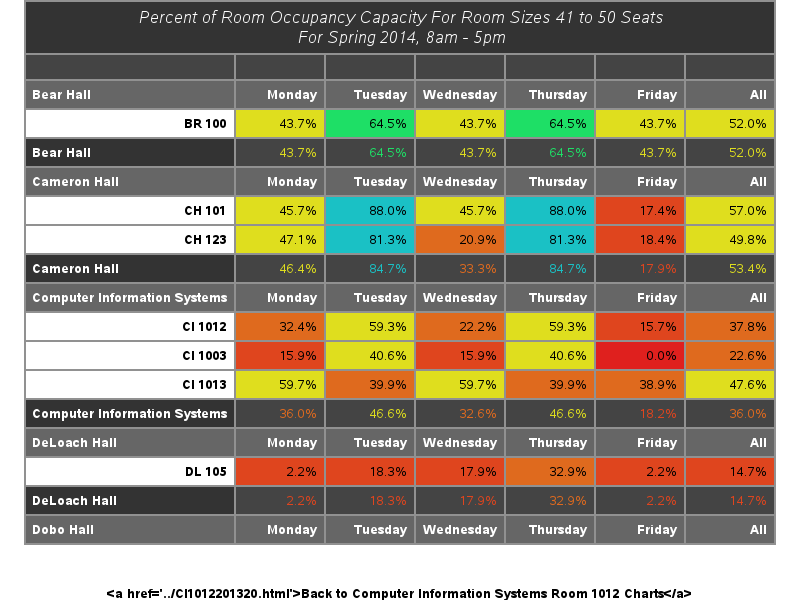 Percent of Room Occupancy Capacity For Room Sizes 41 to 50 Seats
For Spring 2014, 8am - 5pm
Bear Hall Monday Tuesday Wednesday Thursday Friday All
BR 100 43.7% 64.5% 43.7% 64.5% 43.7% 52.0%
Bear Hall 43.7% 64.5% 43.7% 64.5% 43.7% 52.0%
Cameron Hall Monday Tuesday Wednesday Thursday Friday All
CH 101 45.7% 88.0% 45.7% 88.0% 17.4% 57.0%
CH 123 47.1% 81.3% 20.9% 81.3% 18.4% 49.8%
Cameron Hall 46.4% 84.7% 33.3% 84.7% 17.9% 53.4%
Computer Information Systems Monday Tuesday Wednesday Thursday Friday All
CI 1012 32.4% 59.3% 22.2% 59.3% 15.7% 37.8%
CI 1003 15.9% 40.6% 15.9% 40.6% 0.0% 22.6%
CI 1013 59.7% 39.9% 59.7% 39.9% 38.9% 47.6%
Computer Information Systems 36.0% 46.6% 32.6% 46.6% 18.2% 36.0%
DeLoach Hall Monday Tuesday Wednesday Thursday Friday All
DL 105 2.2% 18.3% 17.9% 32.9% 2.2% 14.7%
DeLoach Hall 2.2% 18.3% 17.9% 32.9% 2.2% 14.7%
Dobo Hall Monday Tuesday Wednesday Thursday Friday All
<a href='../CI1012201320.html'>Back to Computer Information Systems Room 1012 Charts</a>